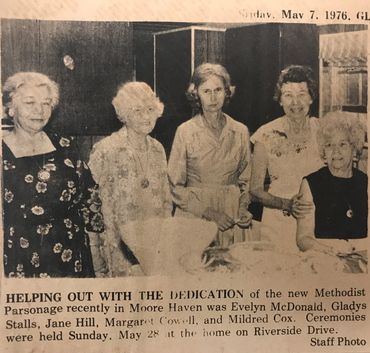 May 7, 1976, GL
HELPING OUT WITH THE DEDICATION of the new Methodist
Parsonage recently in Moore Haven was Evelyn McDonald, Gladys
Stalls, Jane Hill, Margaret Cowell, and Mildred Cox. Ceremonies
were held Sunday, May 28 at the home on Riverside Drive.
Staff Photo